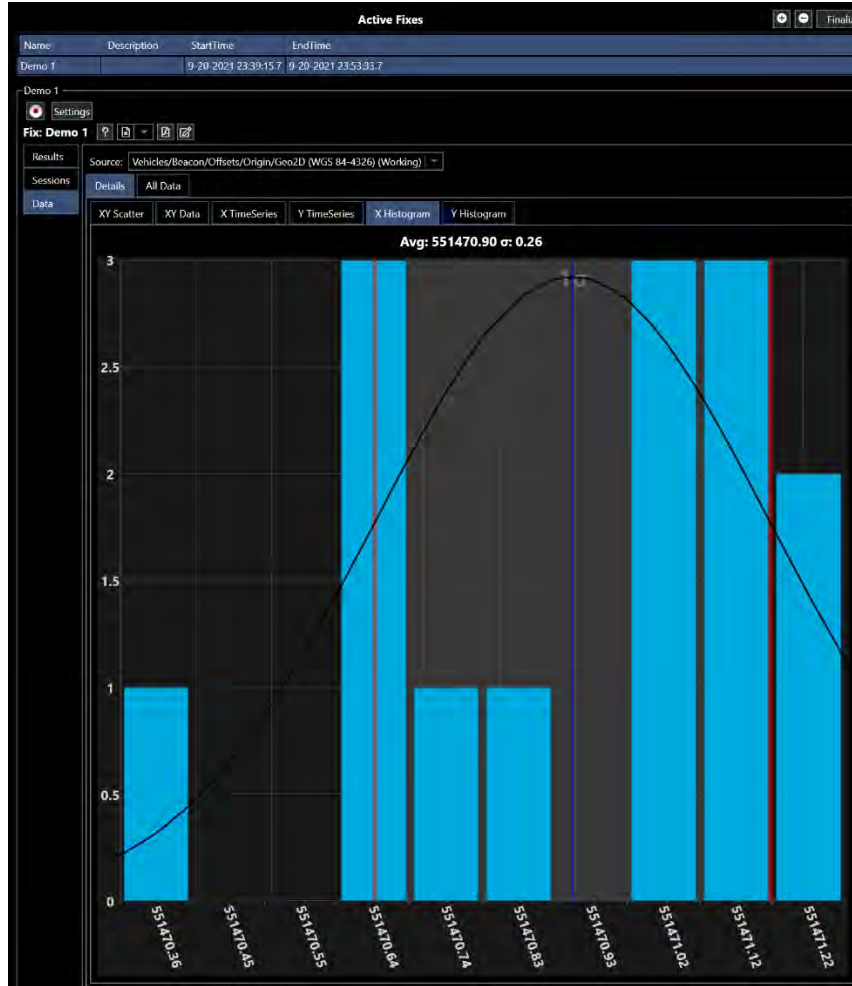 Active Fixes
Finaliz
Name Description StartTime EndTime
Demo 1 9-20-2021 23:39:15.7 9-20-2021 23:53:33.7
Demo 1
Settings
Fix: Demo 1
Results
Sessions
Data
Source: Vehicles/Beacon/Offsets/Origin/Geo2D (WGS 84-4326) (Working)
Details All Data
XY Scatter XY Data X TimeSeries Y TimeSeries X Histogram Y Histogram
Avg: 551470.90 σ: 0.26
1σ
3
2.5
2
1.5
1
0.5
0
551470.36 551470.45 551470.55 551470.64 551470.74 551470.83 551470.93 551471.02 551471.12 551471.22